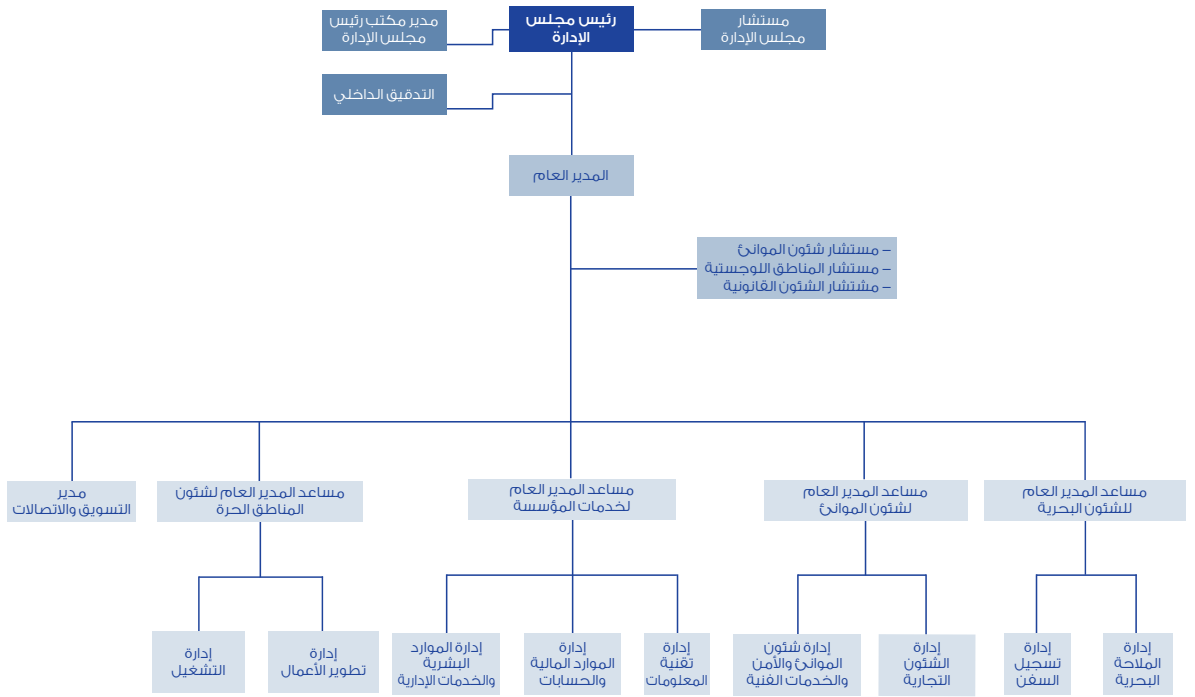 رئيس مجلس
الإدارة
مستشار
مجلس الإدارة
مدير مكتب رئيس
مجلس الإدارة
التدقيق الداخلي
المدير العام
– مستشار شئون الموانئ
– مستشار المناطق اللوجستية
– مشتشار الشئون القانونية
مساعد المدير العام
للشئون البحرية
مساعد المدير العام
لشئون الموانئ
مساعد المدير العام
لخدمات المؤسسة
مساعد المدير العام لشئون
المناطق الحرة
مدير
التسويق والاتصالات
إدارة
الملاحة
البحرية
إدارة
تسجيل
السفن
إدارة
الشئون
التجارية
إدارة شئون
الموانئ والأمن
والخدمات الفنية
إدارة
تقنية
المعلومات
إدارة
الموارد المالية
والحسابات
إدارة الموارد
البشرية
والخدمات الإدارية
إدارة
تطوير الأعمال
إدارة
التشغيل